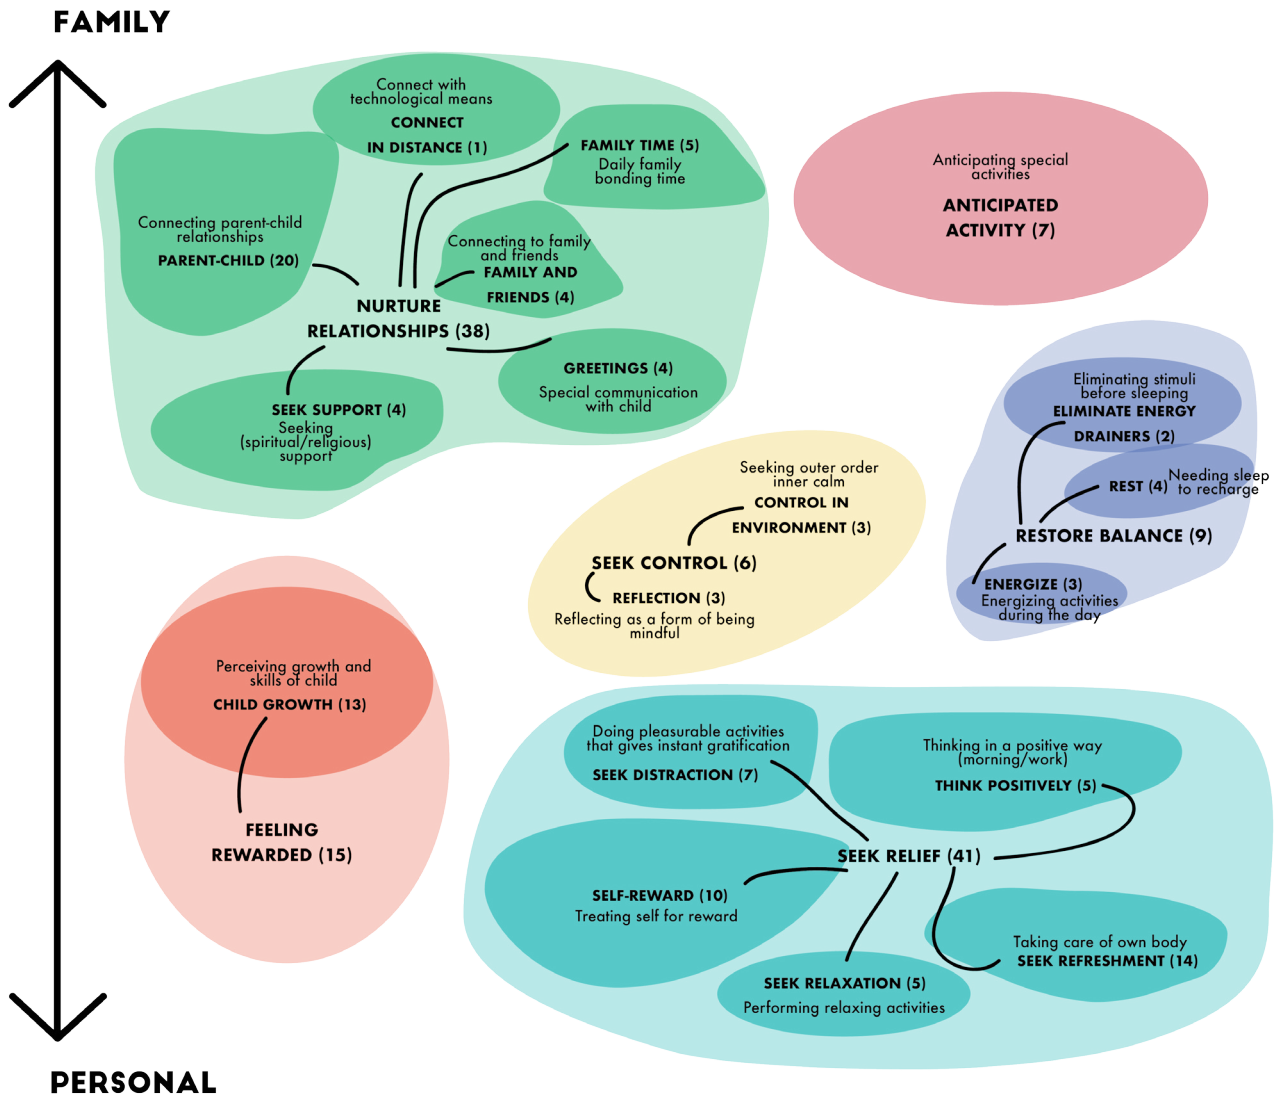 FAMILY
Connect with
technological means
CONNECT
IN DISTANCE (1)
FAMILY TIME (5)
Daily family
bonding time
Connecting parent-child
relationships
PARENT-CHILD (20)
Connecting to family
and friends
FAMILY AND
FRIENDS (4)
NURTURE
RELATIONSHIPS (38)
GREETINGS (4)
Special communication
with child
SEEK SUPPORT (4)
Seeking
(spiritual/religious)
support
Anticipating special
activities
ANTICIPATED
ACTIVITY (7)
Eliminating stimuli
before sleeping
ELIMINATE ENERGY
DRAINERS (2)
REST (4)
Needing sleep
to recharge
RESTORE BALANCE (9)
ENERGIZE (3)
Energizing activities
during the day
Seeking outer order
inner calm
CONTROL IN
ENVIRONMENT (3)
SEEK CONTROL (6)
REFLECTION (3)
Reflecting as a form of being
mindful
Perceiving growth and
skills of child
CHILD GROWTH (13)
FEELING
REWARDED (15)
Doing pleasurable activities
that gives instant gratification
SEEK DISTRACTION (7)
Thinking in a positive way
(morning/work)
THINK POSITIVELY (5)
SEEK RELIEF (41)
SELF-REWARD (10)
Treating self for reward
Taking care of own body
SEEK REFRESHMENT (14)
SEEK RELAXATION (5)
Performing relaxing activities
PERSONAL